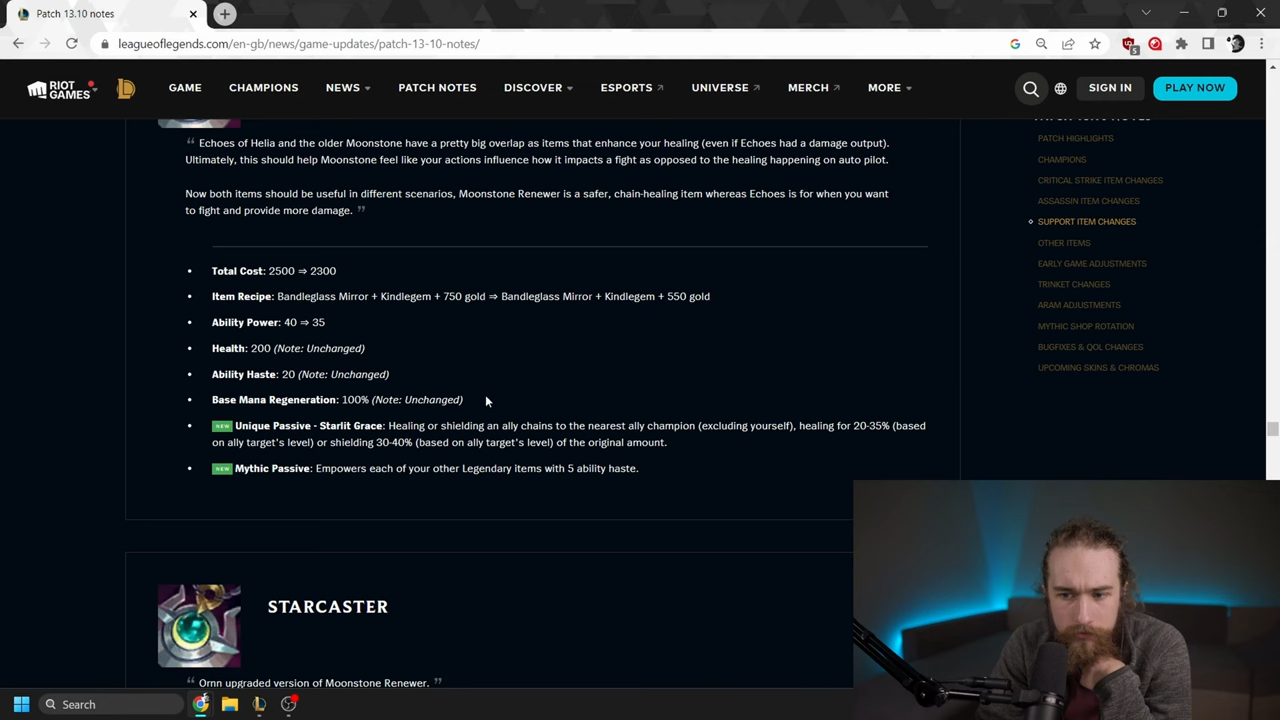 Patch 13.10 notes
leagueoflegends.com/en-gb/news/game-updates/patch-13-10-notes/
5
RIOT GAMES
GAME
CHAMPIONS
NEWS
PATCH NOTES
DISCOVER
ESPORTS
UNIVERSE
MERCH
MORE
SIGN IN
PLAY NOW
“ Echoes of Helia and the older Moonstone have a pretty big overlap as items that enhance your healing (even if Echoes had a damage output).
Ultimately, this should help Moonstone feel like your actions influence how it impacts a fight as opposed to the healing happening on auto pilot.
Now both items should be useful in different scenarios, Moonstone Renewer is a safer, chain-healing item whereas Echoes is for when you want
to fight and provide more damage. ”
• Total Cost: 2500 ⇒ 2300
• Item Recipe: Bandleglass Mirror + Kindlegem + 750 gold ⇒ Bandleglass Mirror + Kindlegem + 550 gold
• Ability Power: 40 ⇒ 35
• Health: 200 (Note: Unchanged)
• Ability Haste: 20 (Note: Unchanged)
• Base Mana Regeneration: 100% (Note: Unchanged)
• NEW Unique Passive - Starlit Grace: Healing or shielding an ally chains to the nearest ally champion (excluding yourself), healing for 20-35% (based
on ally target's level) or shielding 30-40% (based on ally target's level) of the original amount.
• NEW Mythic Passive: Empowers each of your other Legendary items with 5 ability haste.
STARCASTER
“ Ornn upgraded version of Moonstone Renewer. ”
PATCH HIGHLIGHTS
CHAMPIONS
CRITICAL STRIKE ITEM CHANGES
ASSASSIN ITEM CHANGES
SUPPORT ITEM CHANGES
OTHER ITEMS
EARLY GAME ADJUSTMENTS
TRINKET CHANGES
ARAM ADJUSTMENTS
MYTHIC SHOP ROTATION
BUGFIXES & QOL CHANGES
UPCOMING SKINS & CHROMAS
Search